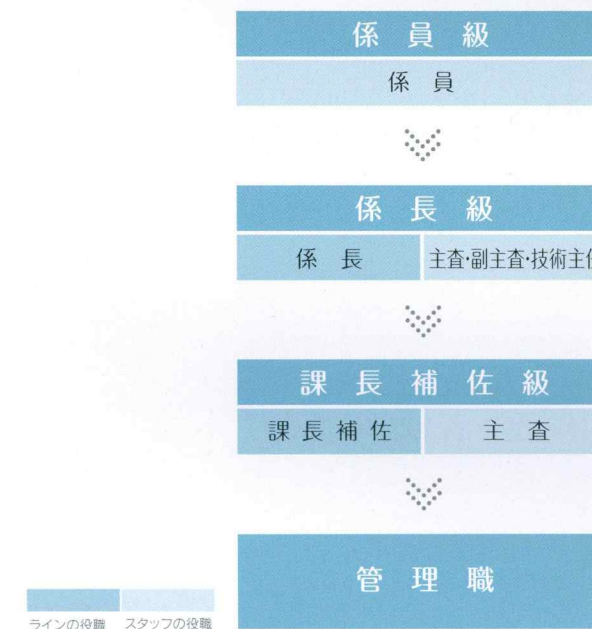 係員級
係員
係長級
係長 主査・副主査・技術主任
課長補佐級
課長補佐 主査
管理職
ラインの役職 スタッフの役職